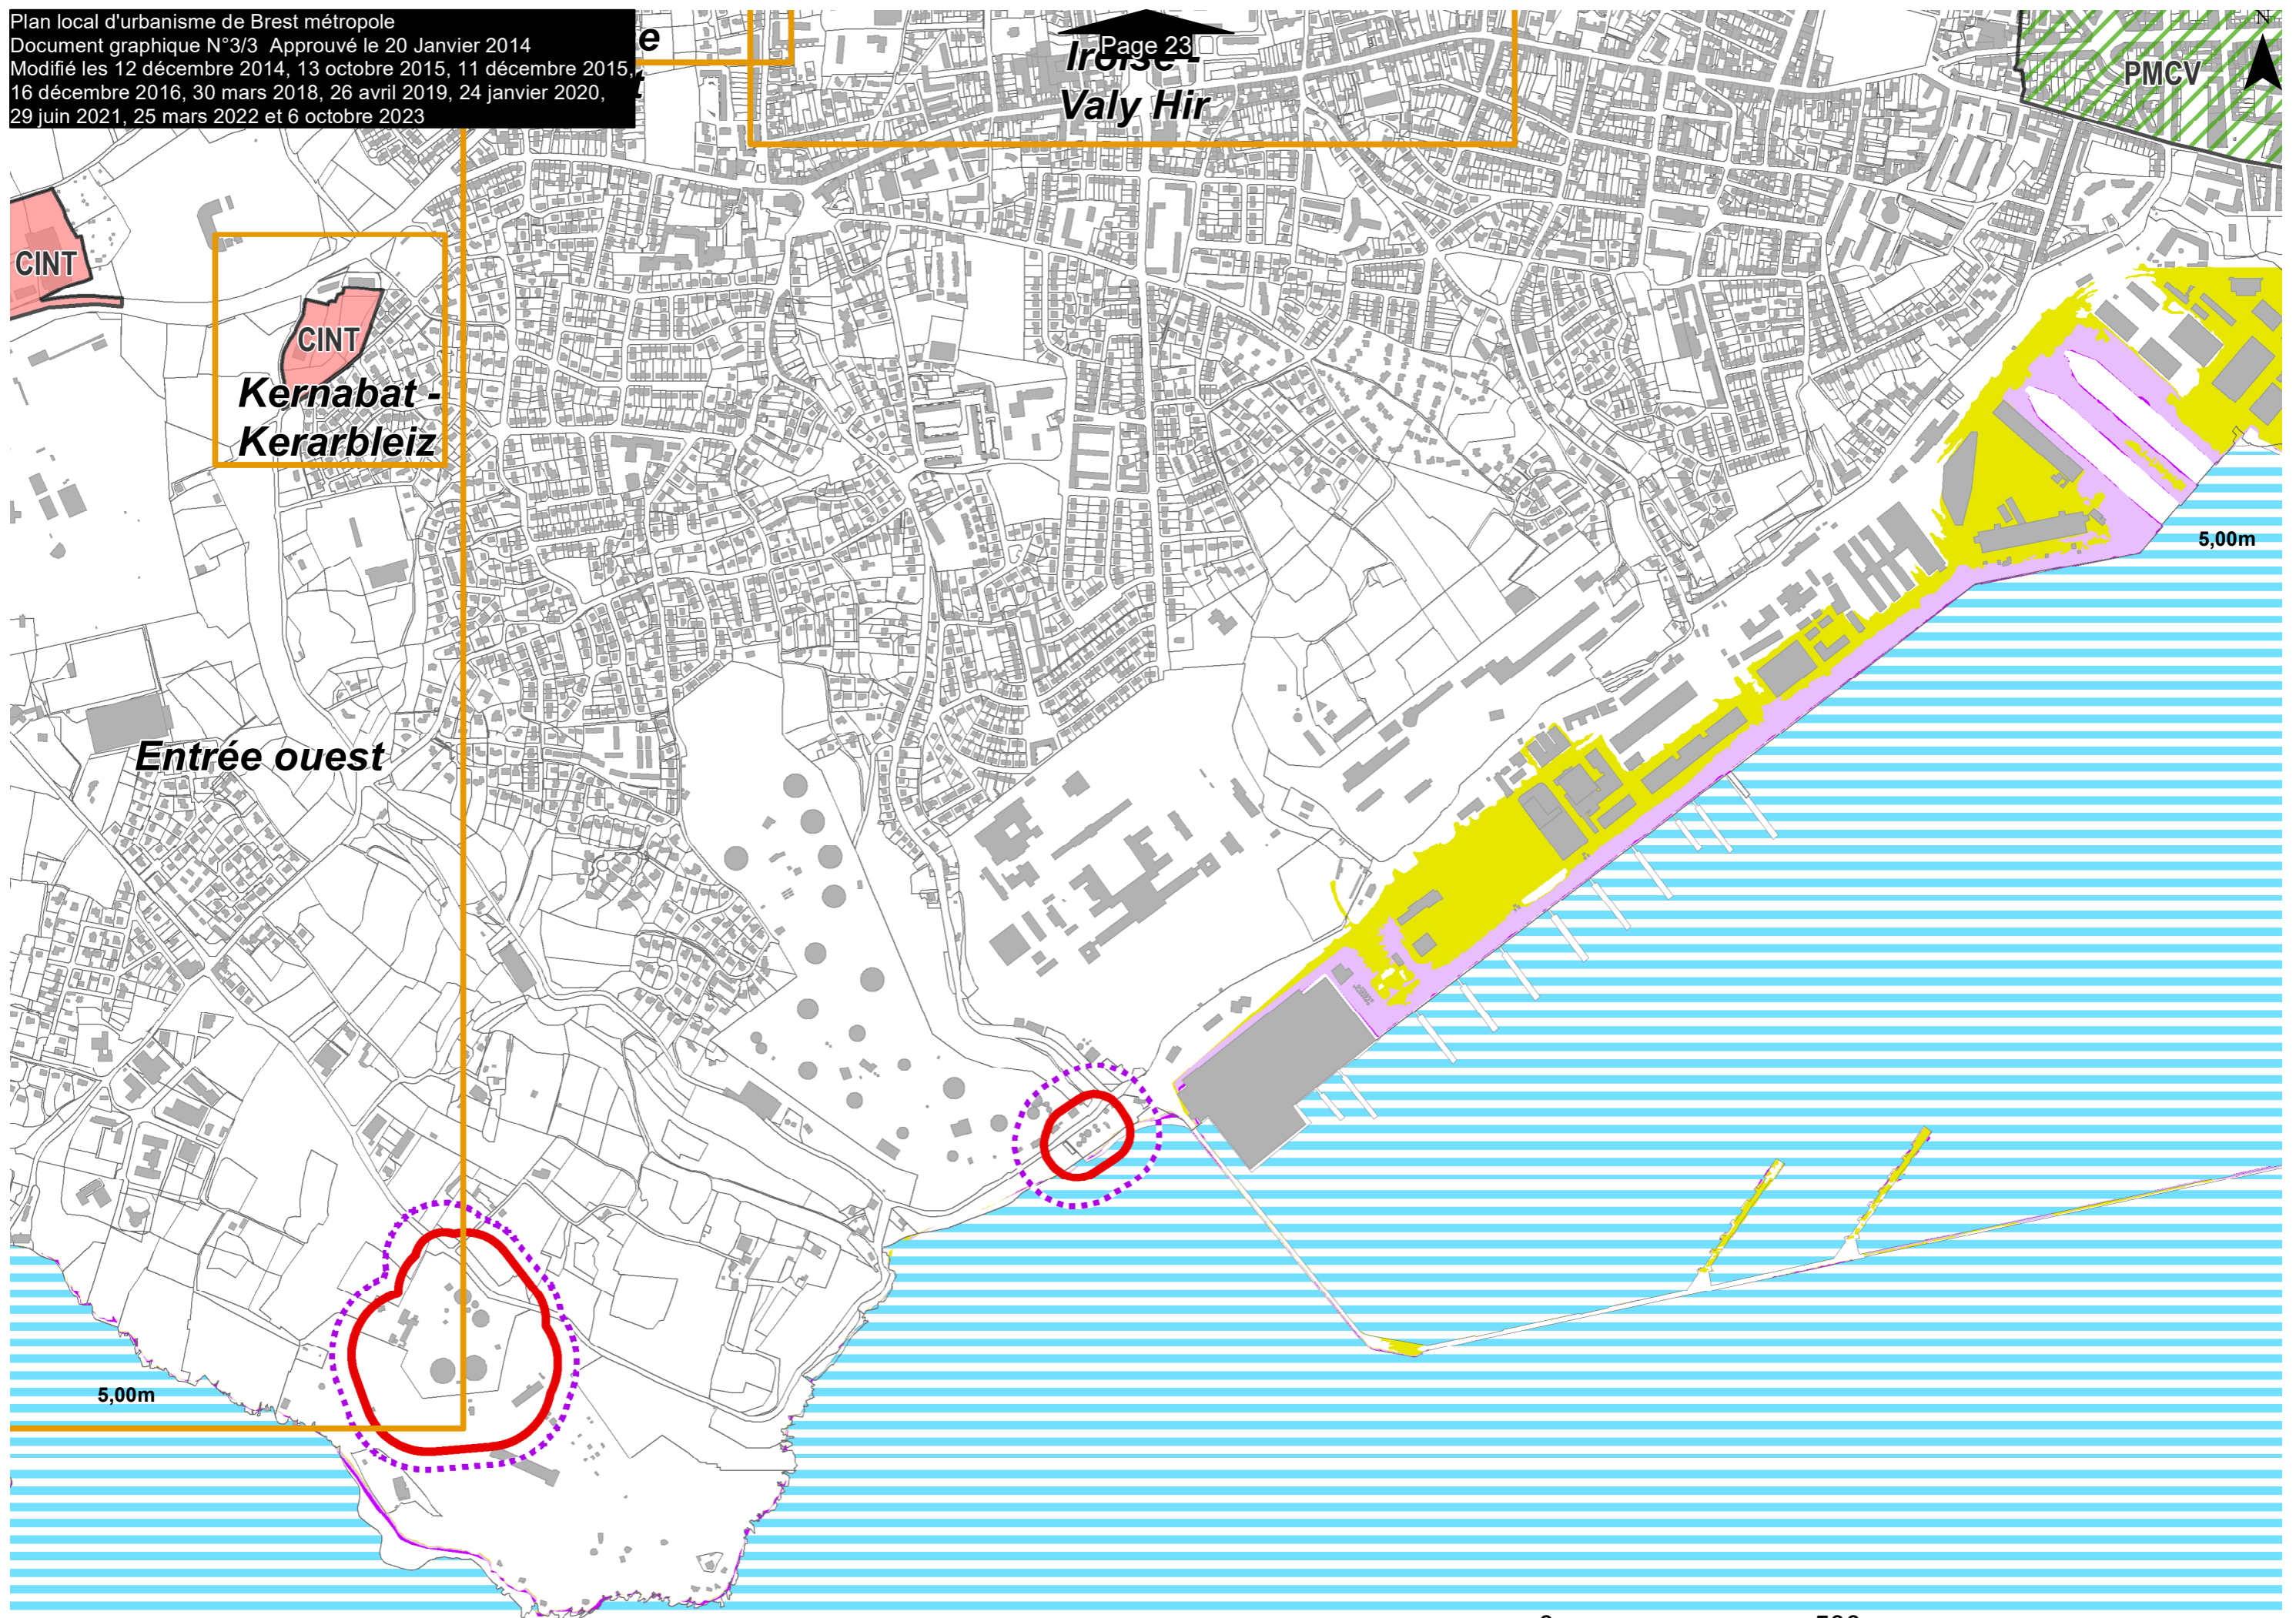 Plan local d'urbanisme de Brest métropole
Document graphique N°3/3 Approuvé le 20 Janvier 2014
Modifié les 12 décembre 2014, 13 octobre 2015, 11 décembre 2015,
16 décembre 2016, 30 mars 2018, 26 avril 2019, 24 janvier 2020,
29 juin 2021, 25 mars 2022 et 6 octobre 2023
e
Page 23
Iroise -
Valy Hir
N
PMCV
CINT
CINT
Kernabat -
Kerarbleiz
5,00m
Entrée ouest
5,00m